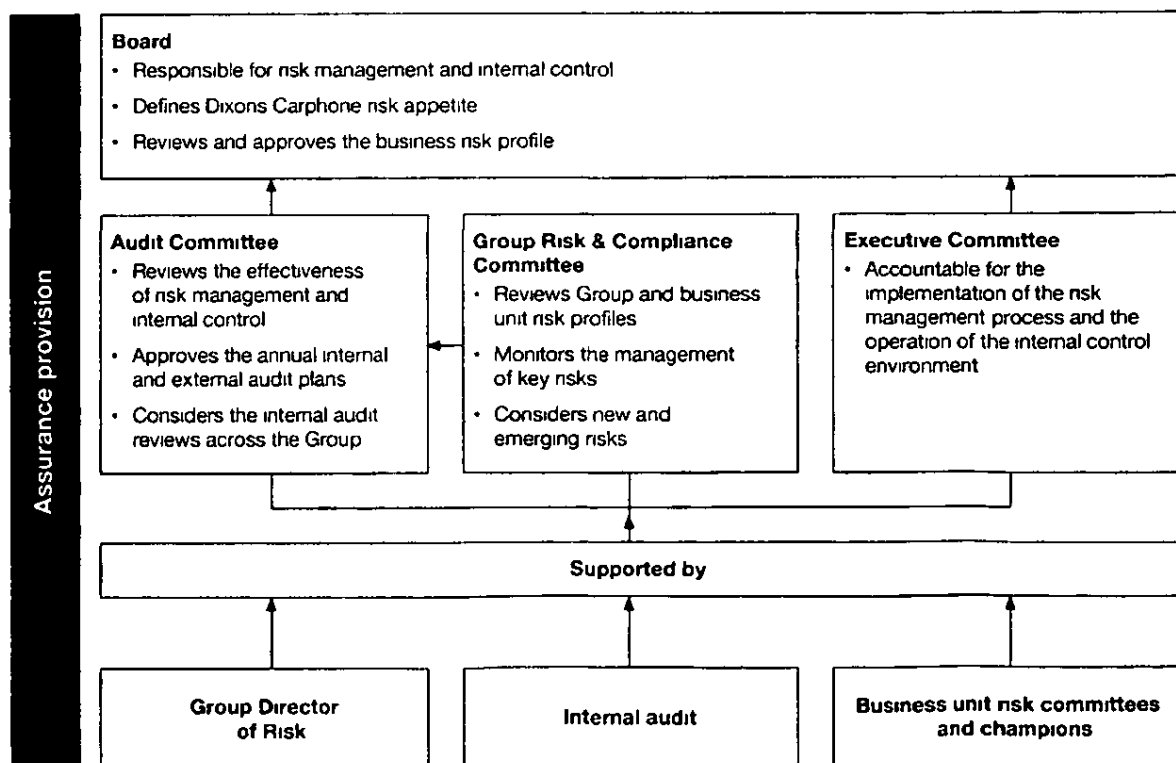 Assurance provision
Board
• Responsible for risk management and internal control
• Defines Dixons Carphone risk appetite
• Reviews and approves the business risk profile
Audit Committee
• Reviews the effectiveness
of risk management and
internal control
• Approves the annual internal
and external audit plans
• Considers the internal audit
reviews across the Group
Group Risk & Compliance
Committee
• Reviews Group and business
unit risk profiles
• Monitors the management
of key risks
• Considers new and
emerging risks
Executive Committee
• Accountable for the
implementation of the risk
management process and the
operation of the internal control
environment
Supported by
Group Director
of Risk
Internal audit
Business unit risk committees
and champions